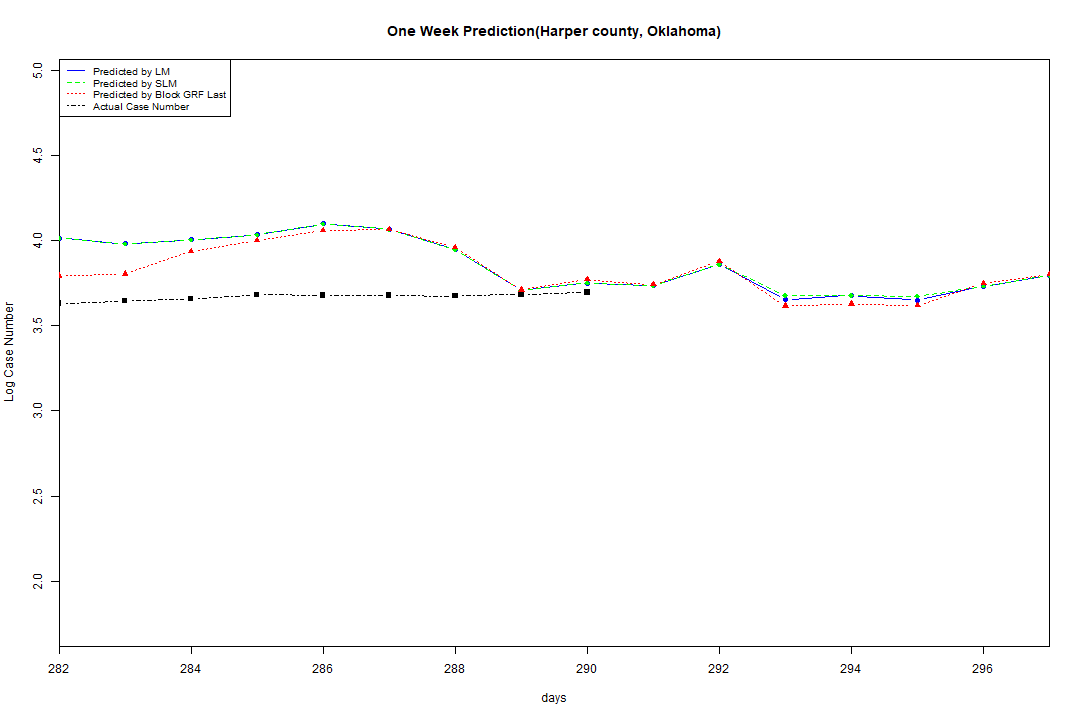 One Week Prediction(Harper county, Oklahoma)
Predicted by LM
Predicted by SLM
Predicted by Block GRF Last
Actual Case Number
5.0
4.5
4.0
3.5
3.0
2.5
2.0
Log Case Number
282 284 286 288 290 292 294 296
days